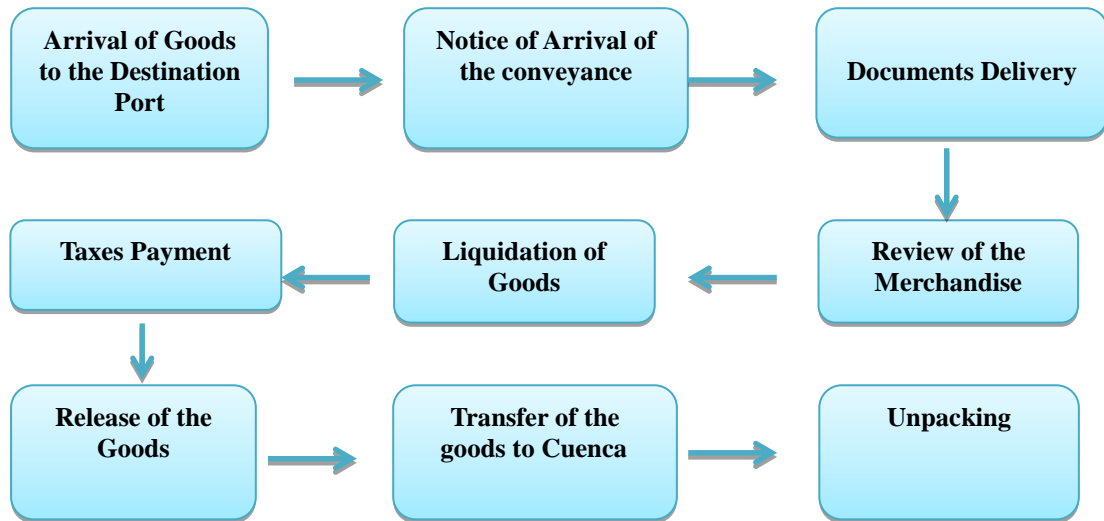 Arrival of Goods
to the Destination
Port
Notice of Arrival of
the conveyance
Documents Delivery
Review of the
Merchandise
Liquidation of
Goods
Taxes Payment
Release of the
Goods
Transfer of the
goods to Cuenca
Unpacking